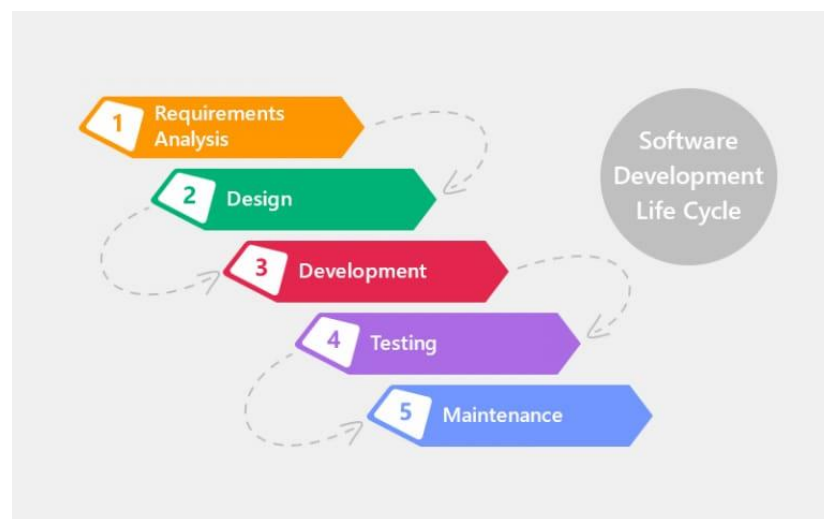 1
Requirements
Analysis
2
Design
3
Development
4
Testing
5
Maintenance
Software
Development
Life Cycle